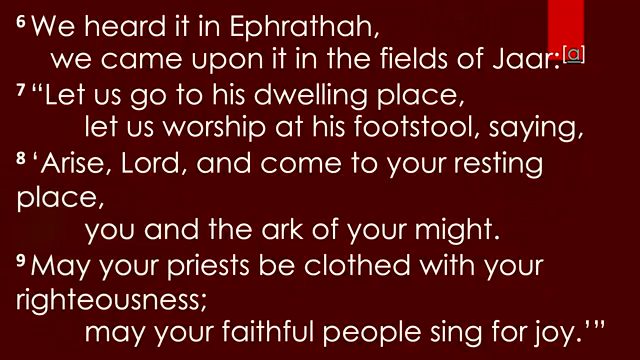 ⁶ We heard it in Ephrathah,
we came upon it in the fields of Jaar:[a]
⁷ “Let us go to his dwelling place,
let us worship at his footstool, saying,
⁸ ‘Arise, Lord, and come to your resting
place,
you and the ark of your might.
⁹ May your priests be clothed with your
righteousness;
may your faithful people sing for joy.’”